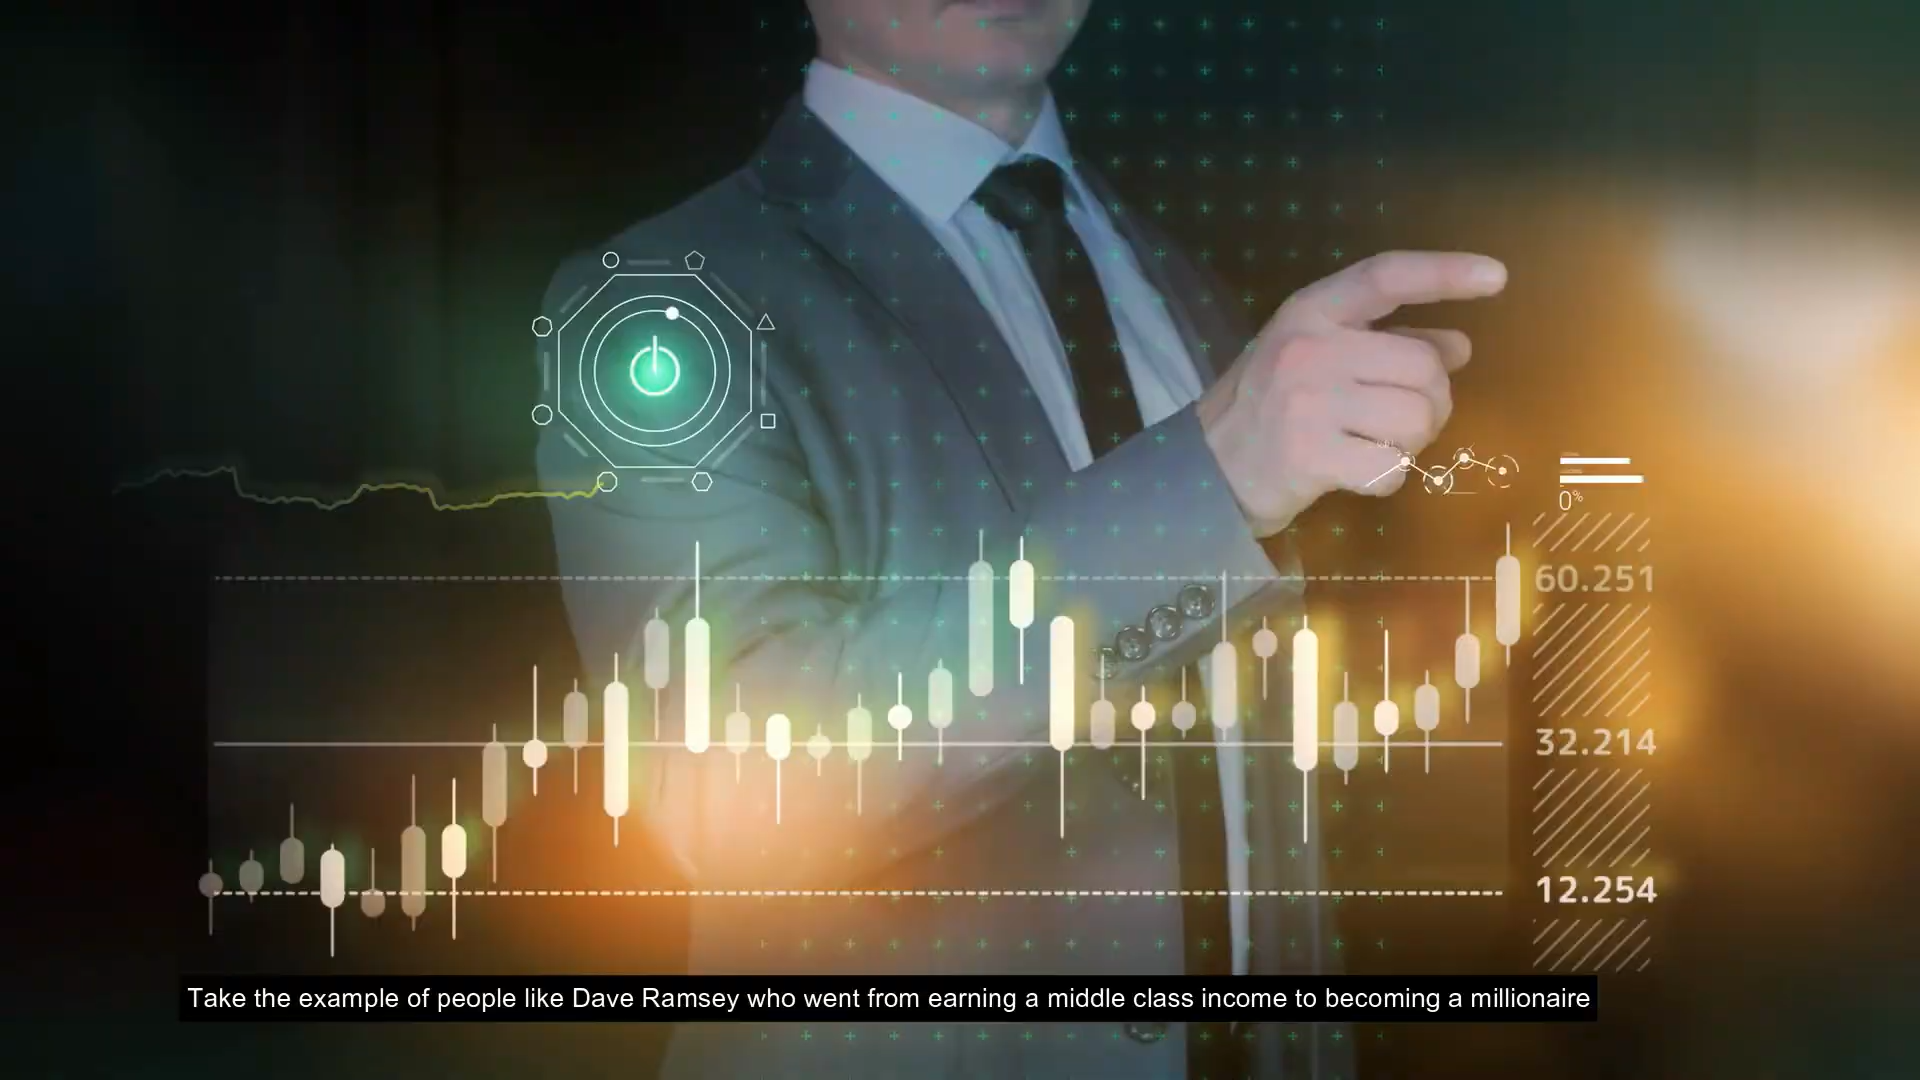 0%
60.251
32.214
12.254
Take the example of people like Dave Ramsey who went from earning a middle class income to becoming a millionaire